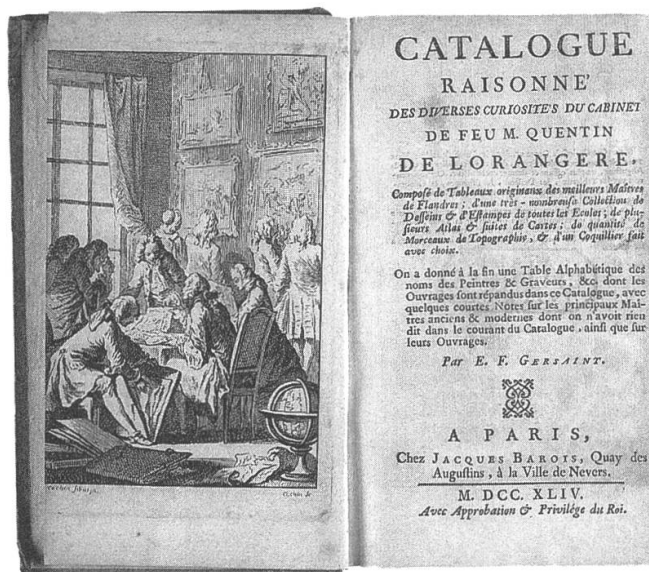 CATALOGUE
RAISONNE'
DES DIVERSES CURIOSITE'S DU CABINET
DE FEU M. QUENTIN
DE LORANGERE,
Composé de Tableaux originaux des meilleurs Maîtres
de Flandres ; d'une très-nombreuse Collection de
Desseins & d'Estampes de toutes les Ecoles ; de plu-
sieurs Atlas & suites de Cartes ; de quantité de
Morceaux de Topographie, & d'un Coquillier fait
avec choix.
On a donné à la fin une Table Alphabétique des
noms des Peintres & Graveurs, &c. dont les
Ouvrages sont répandus dans ce Catalogue, avec
quelques courtes Notes sur les principaux Maî-
tres anciens & modernes dont on n'avoit rien
dit dans le courant du Catalogue, ainsi que sur
leurs Ouvrages.
Par E. F. GERSAINT.
A PARIS,
Chez JACQUES BAROIS, Quay des
Augustins, à la Ville de Nevers.
M. DCC. XLIV.
Avec Approbation & Privilége du Roi.